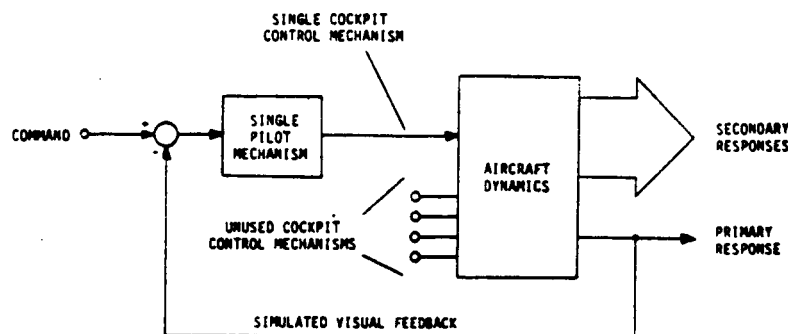 SINGLE COCKPIT
CONTROL MECHANISM
COMMAND
SINGLE
PILOT
MECHANISM
AIRCRAFT
DYNAMICS
SECONDARY
RESPONSES
UNUSED COCKPIT
CONTROL MECHANISMS
PRIMARY
RESPONSE
SIMULATED VISUAL FEEDBACK